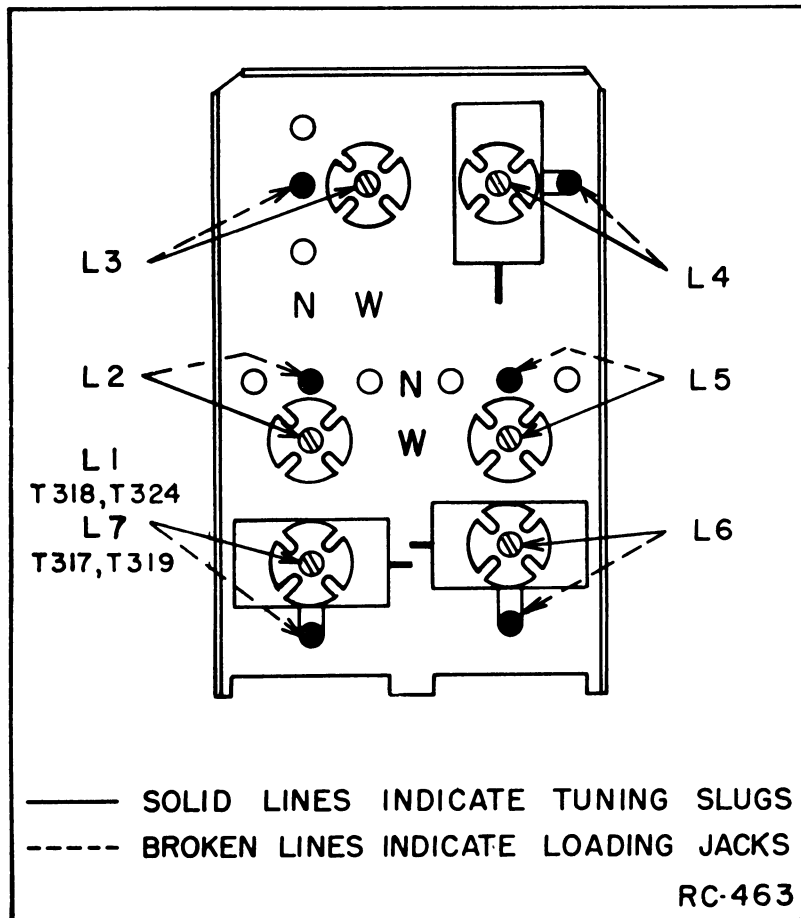 L3
L4
N W
L2
N
L5
W
L1
T318, T324
L7
L6
T317, T319
SOLID LINES INDICATE TUNING SLUGS
BROKEN LINES INDICATE LOADING JACKS
RC-463